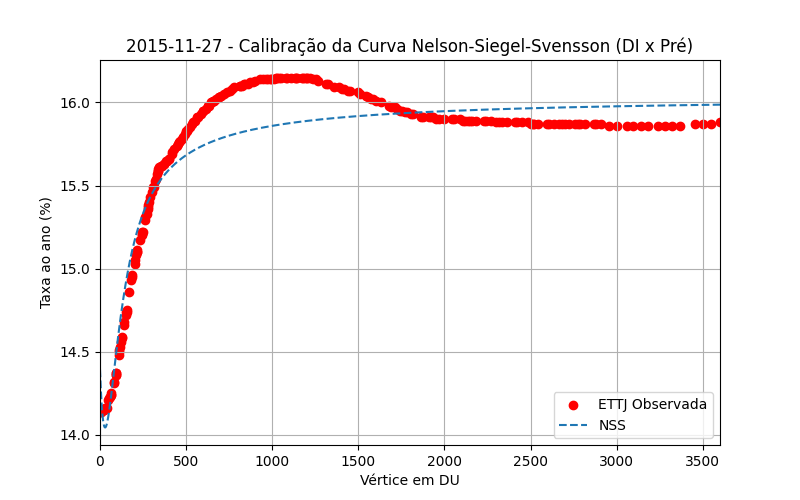 2015-11-27 - Calibração da Curva Nelson-Siegel-Svensson (DI x Pré)
Taxa ao ano (%)
16.0
15.5
15.0
14.5
14.0
ETTJ Observada
NSS
0 500 1000 1500 2000 2500 3000 3500
Vértice em DU